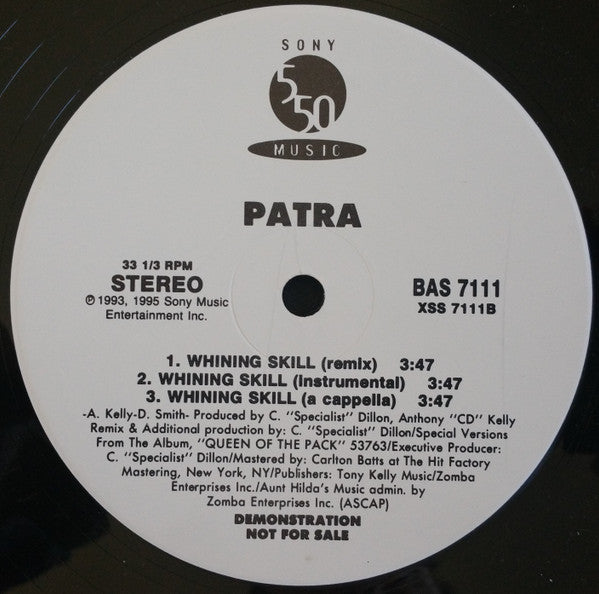 SONY
550
MUSIC
PATRA
33 1/3 RPM
STEREO
℗ 1993, 1995 Sony Music
Entertainment Inc.
BAS 7111
XSS 7111B
1. WHINING SKILL (remix) 3:47
2. WHINING SKILL (Instrumental) 3:47
3. WHINING SKILL (a cappella) 3:47
-A. Kelly-D. Smith- Produced by C. "Specialist" Dillon, Anthony "CD" Kelly
Remix & Additional production by: C. "Specialist" Dillon/Special Versions
From The Album, "QUEEN OF THE PACK" 53763/Executive Producer:
C. "Specialist" Dillon/Mastered by: Carlton Batts at The Hit Factory
Mastering, New York, NY/Publishers: Tony Kelly Music/Zomba
Enterprises Inc./Aunt Hilda's Music admin. by
Zomba Enterprises Inc. (ASCAP)
DEMONSTRATION
NOT FOR SALE